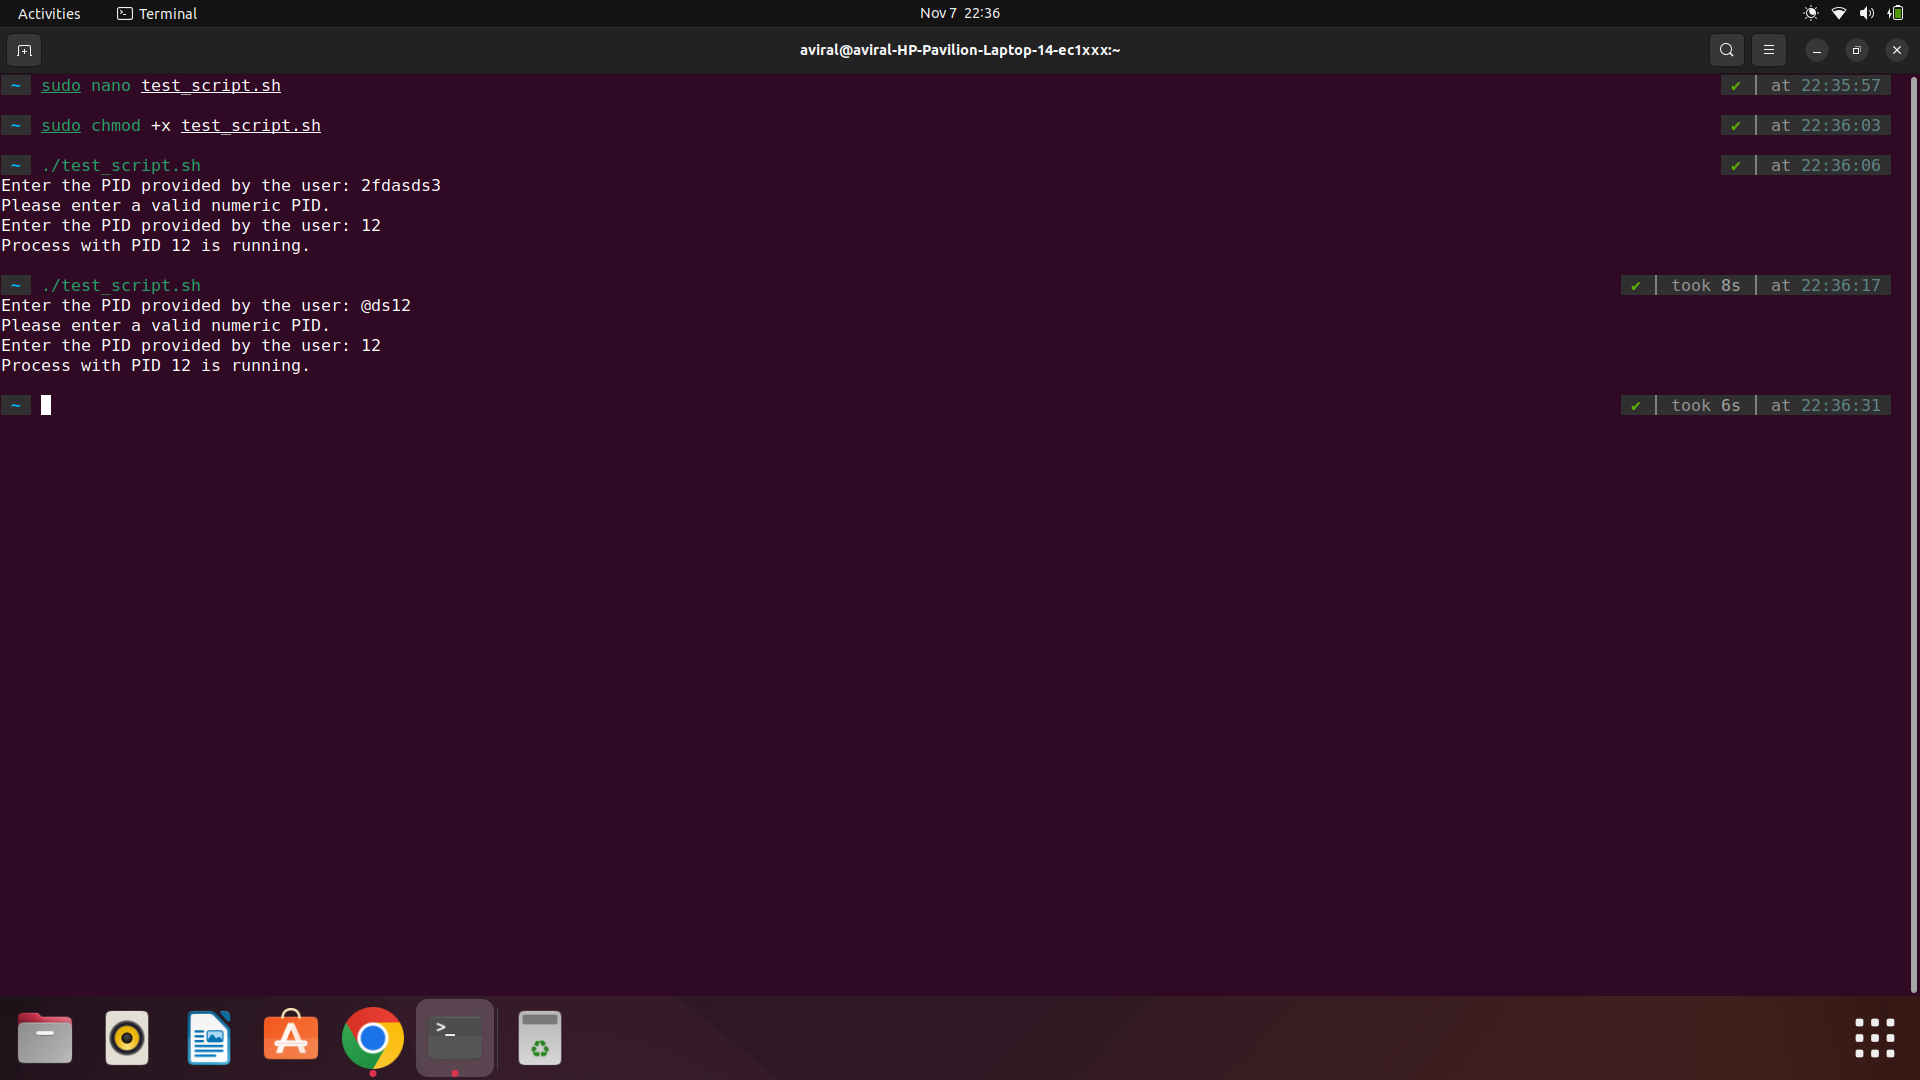 Activities Terminal Nov 7 22:36
aviral@aviral-HP-Pavilion-Laptop-14-ec1xxx:~
~ sudo nano test_script.sh ✔ | at 22:35:57
~ sudo chmod +x test_script.sh ✔ | at 22:36:03
~ ./test_script.sh ✔ | at 22:36:06
Enter the PID provided by the user: 2fdasds3
Please enter a valid numeric PID.
Enter the PID provided by the user: 12
Process with PID 12 is running.
~ ./test_script.sh ✔ | took 8s | at 22:36:17
Enter the PID provided by the user: @ds12
Please enter a valid numeric PID.
Enter the PID provided by the user: 12
Process with PID 12 is running.
~ ✔ | took 6s | at 22:36:31
>_